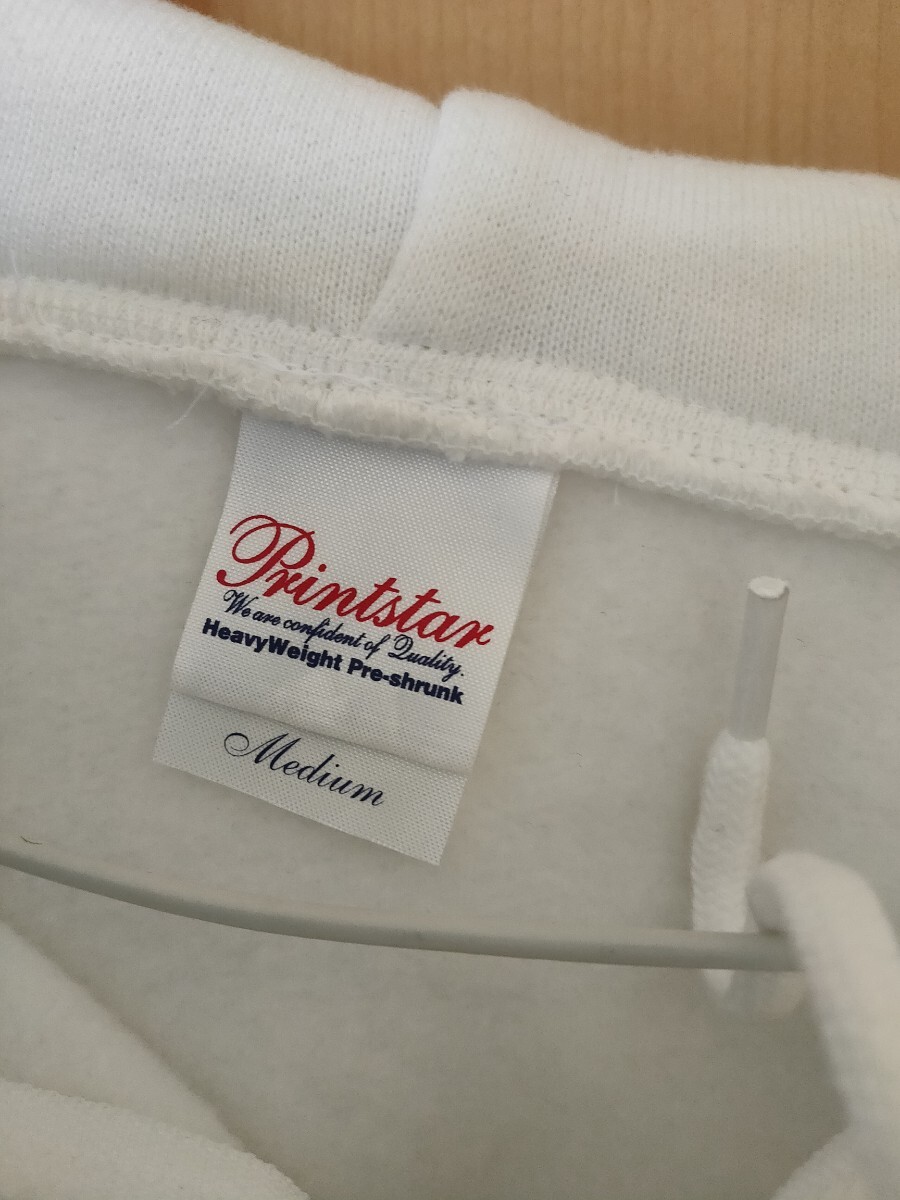 Printstar
We are confident of Quality.
HeavyWeight Pre-shrunk
Medium